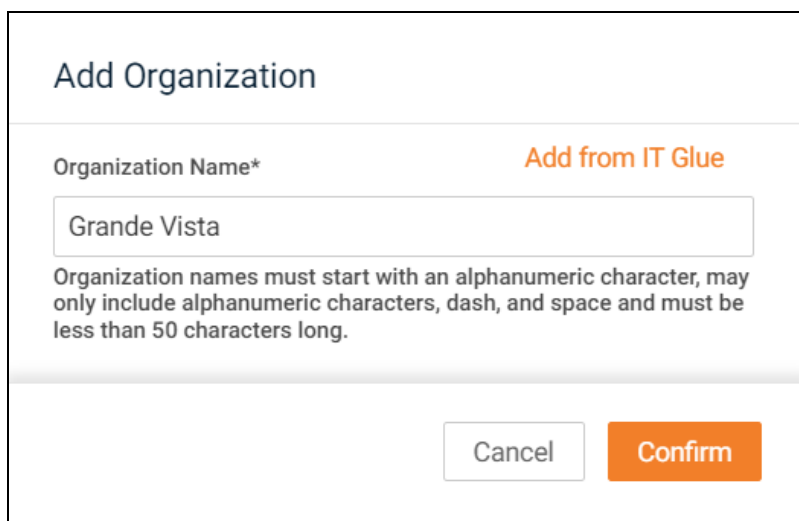 Add Organization
Organization Name*
Add from IT Glue
Grande Vista
Organization names must start with an alphanumeric character, may
only include alphanumeric characters, dash, and space and must be
less than 50 characters long.
Cancel
Confirm